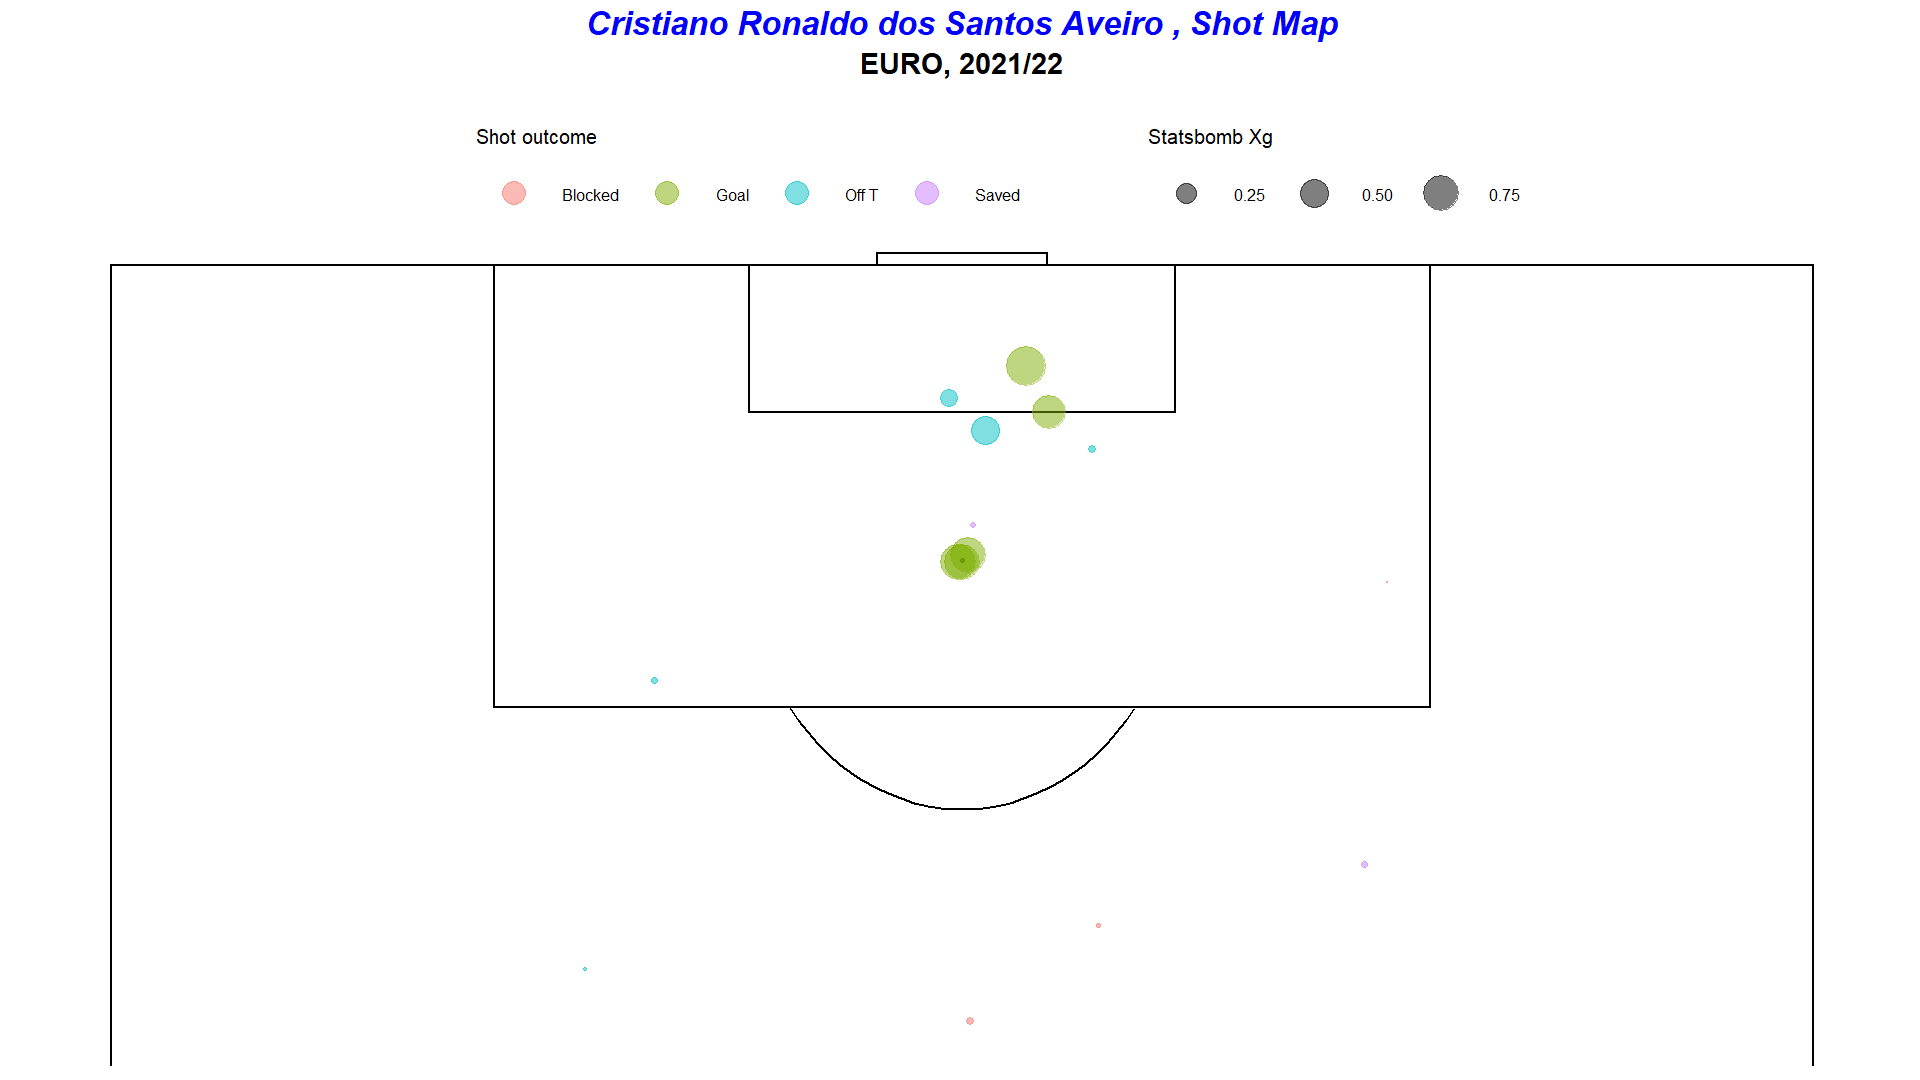 Cristiano Ronaldo dos Santos Aveiro , Shot Map
EURO, 2021/22
Shot outcome
Blocked Goal Off T Saved
Statsbomb Xg
0.25 0.50 0.75